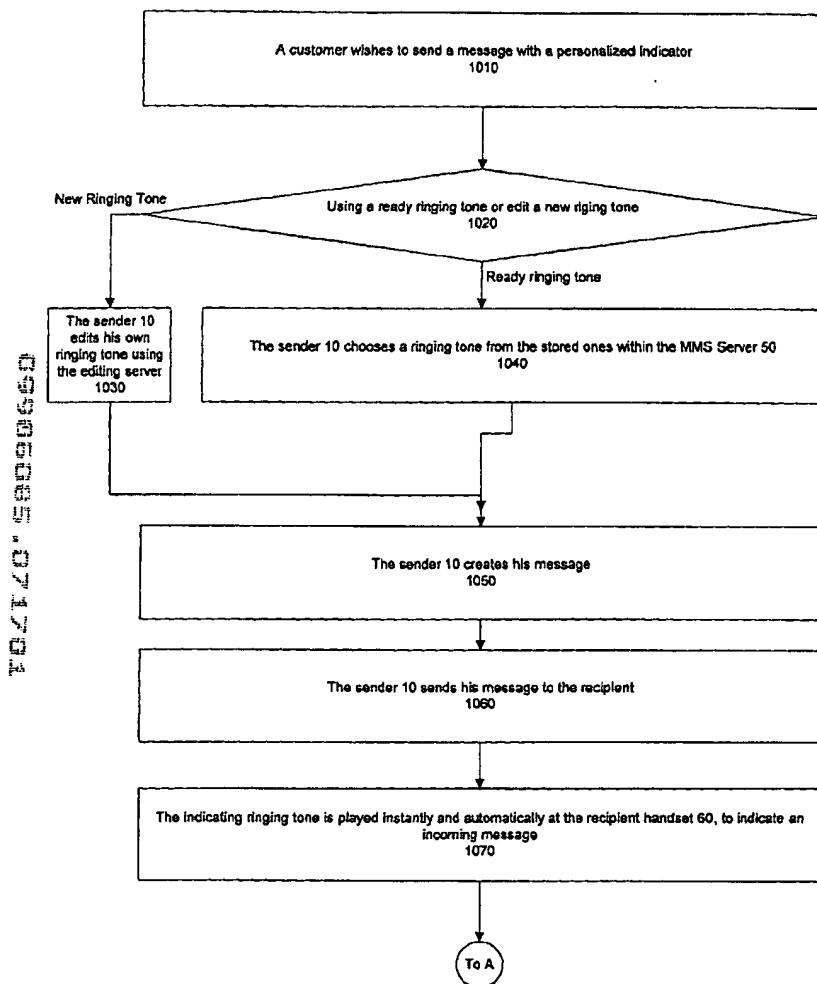 A customer wishes to send a message with a personalized indicator
1010
New Ringing Tone
Using a ready ringing tone or edit a new riging tone
1020
Ready ringing tone
The sender 10
edits his own
ringing tone using
the editing server
1030
The sender 10 chooses a ringing tone from the stored ones within the MMS Server 50
1040
The sender 10 creates his message
1050
The sender 10 sends his message to the recipient
1060
The indicating ringing tone is played instantly and automatically at the recipient handset 60, to indicate an
incoming message
1070
To A